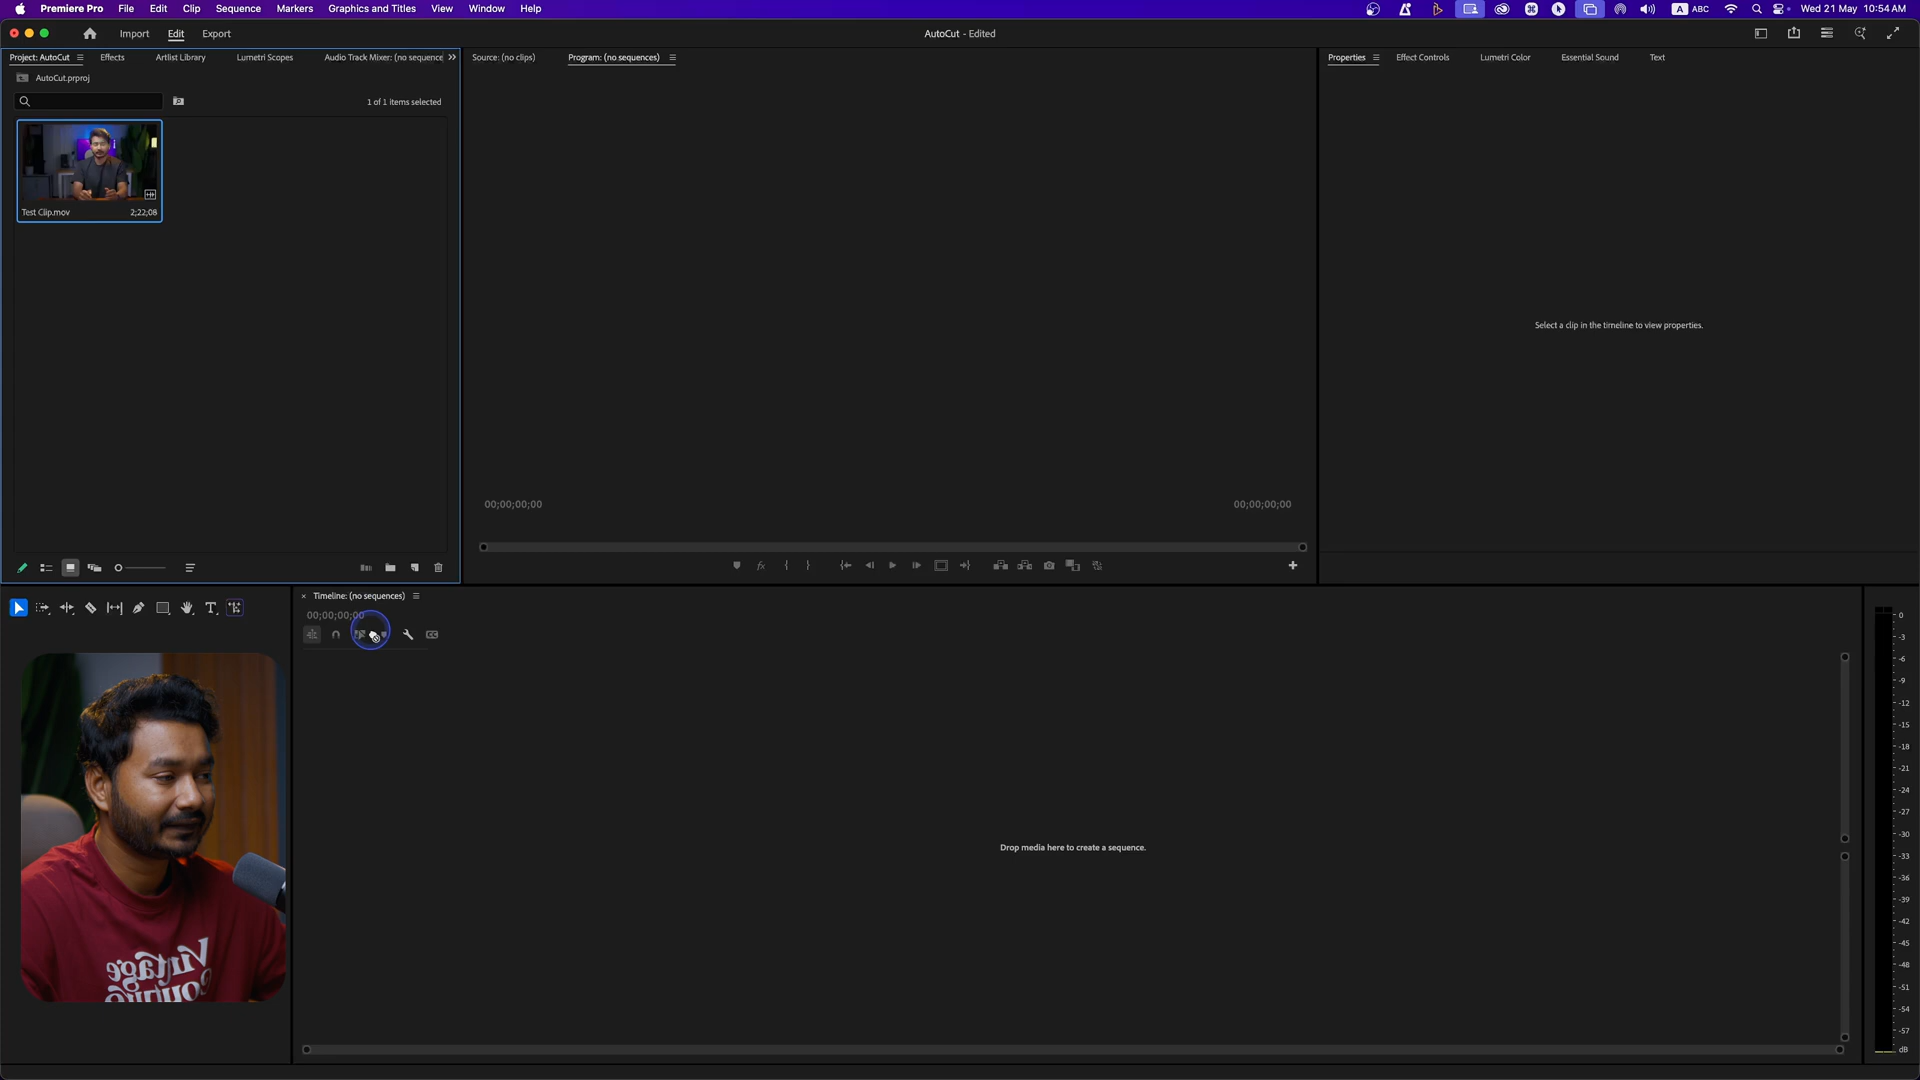 Premiere Pro File Edit Clip Sequence Markers Graphics and Titles View Window Help
A ABC Wed 21 May 10:54 AM
Import Edit Export
AutoCut - Edited
Project: AutoCut Effects Artlist Library Lumetri Scopes Audio Track Mixer: (no sequence
AutoCut.prproj
1 of 1 items selected
Test Clip.mov 2;22;08
Source: (no clips) Program: (no sequences)
00;00;00;00 00;00;00;00
fx
Properties Effect Controls Lumetri Color Essential Sound Text
Select a clip in the timeline to view properties.
Timeline: (no sequences)
00;00;00;00
CC
T
Drop media here to create a sequence.
0
-3
-6
-9
-12
-15
-18
-21
-24
-27
-30
-33
-36
-39
-42
-45
-48
-51
-54
-57
dB
Vintage